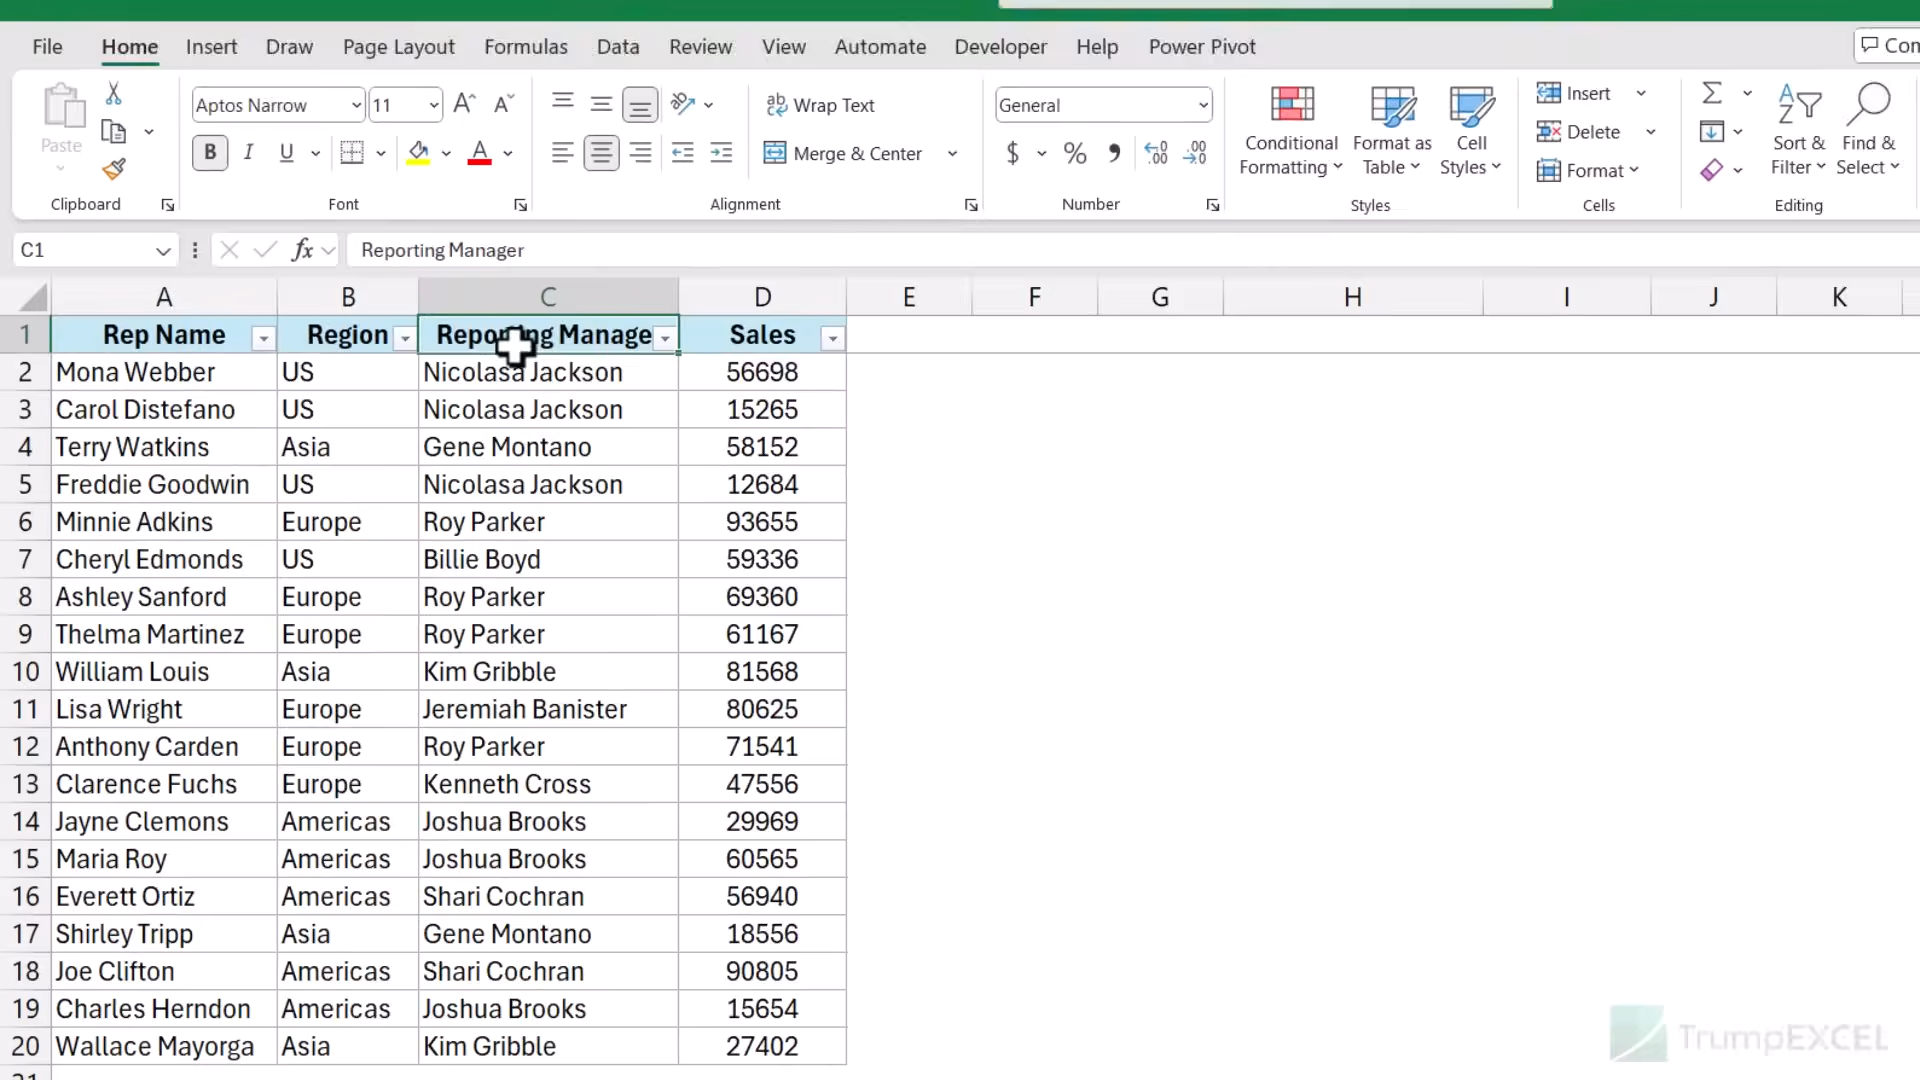 File Home Insert Draw Page Layout Formulas Data Review View Automate Developer Help Power Pivot
Aptos Narrow 11 A A ab Wrap Text General Insert
Paste Conditional Format as Cell Delete Sort & Find &
B I U A Merge & Center $ % Formatting Table Styles Format Filter Select
Clipboard Font Alignment Number Styles Cells Editing
C1 fx Reporting Manager
A B C D E F G H I J K
1 Rep Name Region Reporting Manage Sales
2 Mona Webber US Nicolasa Jackson 56698
3 Carol Distefano US Nicolasa Jackson 15265
4 Terry Watkins Asia Gene Montano 58152
5 Freddie Goodwin US Nicolasa Jackson 12684
6 Minnie Adkins Europe Roy Parker 93655
7 Cheryl Edmonds US Billie Boyd 59336
8 Ashley Sanford Europe Roy Parker 69360
9 Thelma Martinez Europe Roy Parker 61167
10 William Louis Asia Kim Gribble 81568
11 Lisa Wright Europe Jeremiah Banister 80625
12 Anthony Carden Europe Roy Parker 71541
13 Clarence Fuchs Europe Kenneth Cross 47556
14 Jayne Clemons Americas Joshua Brooks 29969
15 Maria Roy Americas Joshua Brooks 60565
16 Everett Ortiz Americas Shari Cochran 56940
17 Shirley Tripp Asia Gene Montano 18556
18 Joe Clifton Americas Shari Cochran 90805
19 Charles Herndon Americas Joshua Brooks 15654
20 Wallace Mayorga Asia Kim Gribble 27402
TrumpEXCEL